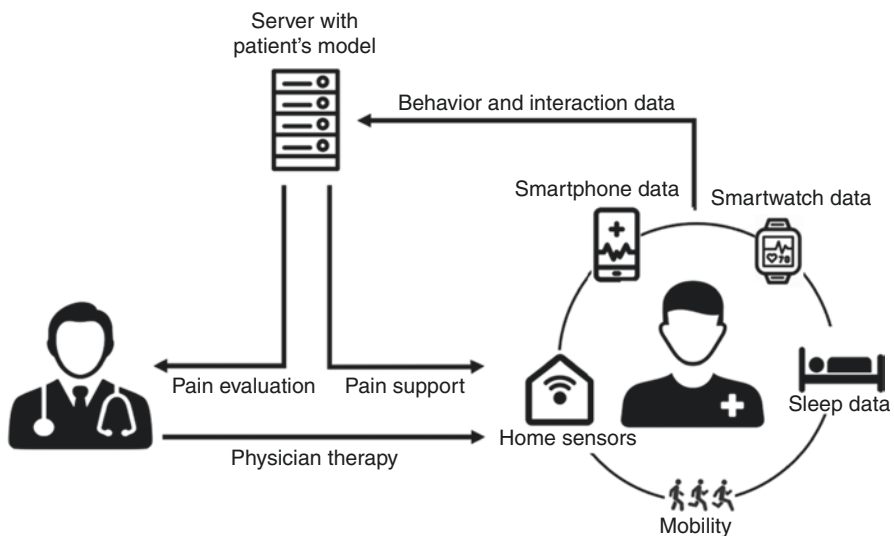 Server with
patient's model
Behavior and interaction data
Smartphone data
Smartwatch data
78
Pain evaluation
Pain support
Sleep data
Home sensors
Physician therapy
Mobility